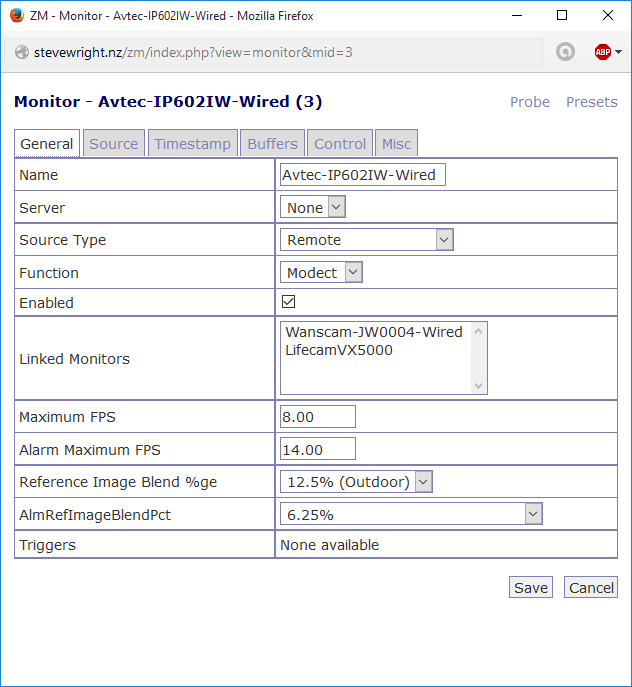 ZM - Monitor - Avtec-IP602IW-Wired - Mozilla Firefox
stevewright.nz/zm/index.php?view=monitor&mid=3
ABP
Monitor - Avtec-IP602IW-Wired (3) Probe Presets
General Source Timestamp Buffers Control Misc
Name Avtec-IP602IW-Wired
Server None
Source Type Remote
Function Modect
Enabled
Linked Monitors
Wanscam-JW0004-Wired
LifecamVX5000
Maximum FPS 8.00
Alarm Maximum FPS 14.00
Reference Image Blend %ge 12.5% (Outdoor)
AlmRefImageBlendPct 6.25%
Triggers None available
Save Cancel